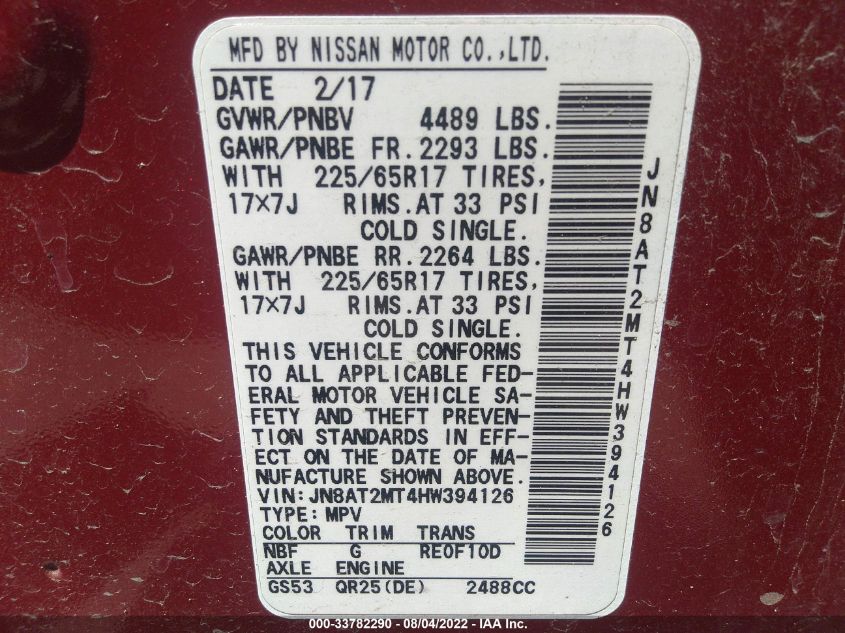 MFD BY NISSAN MOTOR CO.,LTD.
DATE 2/17
GVWR/PNBV 4489 LBS.
GAWR/PNBE FR. 2293 LBS.
WITH 225/65R17 TIRES,
17×7J RIMS. AT 33 PSI
COLD SINGLE.
GAWR/PNBE RR. 2264 LBS.
WITH 225/65R17 TIRES,
17×7J RIMS. AT 33 PSI
COLD SINGLE.
THIS VEHICLE CONFORMS
TO ALL APPLICABLE FED-
ERAL MOTOR VEHICLE SA-
FETY AND THEFT PREVEN-
TION STANDARDS IN EFF-
ECT ON THE DATE OF MA-
NUFACTURE SHOWN ABOVE.
VIN: JN8AT2MT4HW394126
TYPE: MPV
COLOR TRIM TRANS
NBF G RE0F10D
AXLE ENGINE
GS53 QR25(DE) 2488CC
JN8AT2MT4HW394126
000-33782290 - 08/04/2022 - IAA Inc.